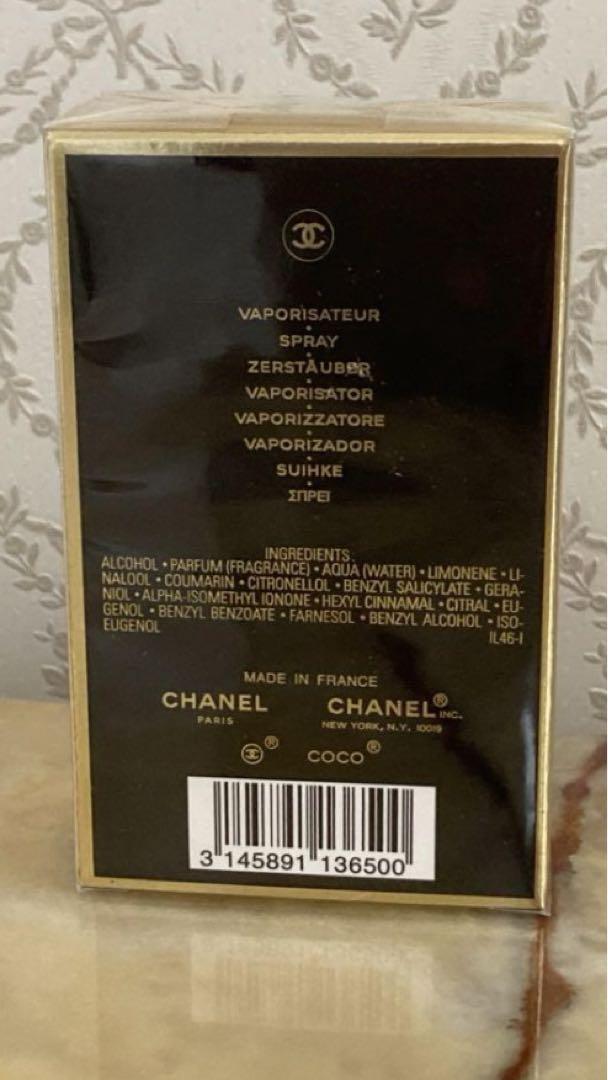 VAPORISATEUR
•
SPRAY
•
ZERSTÄUBER
•
VAPORISATOR
•
VAPORIZZATORE
•
VAPORIZADOR
•
SUIHKE
•
ΣΠΡΕΪ
INGREDIENTS:
ALCOHOL • PARFUM (FRAGRANCE) • AQUA (WATER) • LIMONENE • LI-
NALOOL • COUMARIN • CITRONELLOL • BENZYL SALICYLATE • GERA-
NIOL • ALPHA-ISOMETHYL IONONE • HEXYL CINNAMAL • CITRAL • EU-
GENOL • BENZYL BENZOATE • FARNESOL • BENZYL ALCOHOL • ISO-
EUGENOL
IL46-I
MADE IN FRANCE
CHANEL
PARIS
CHANEL® INC.
NEW YORK, N.Y. 10019
® COCO®
3 145891 136500